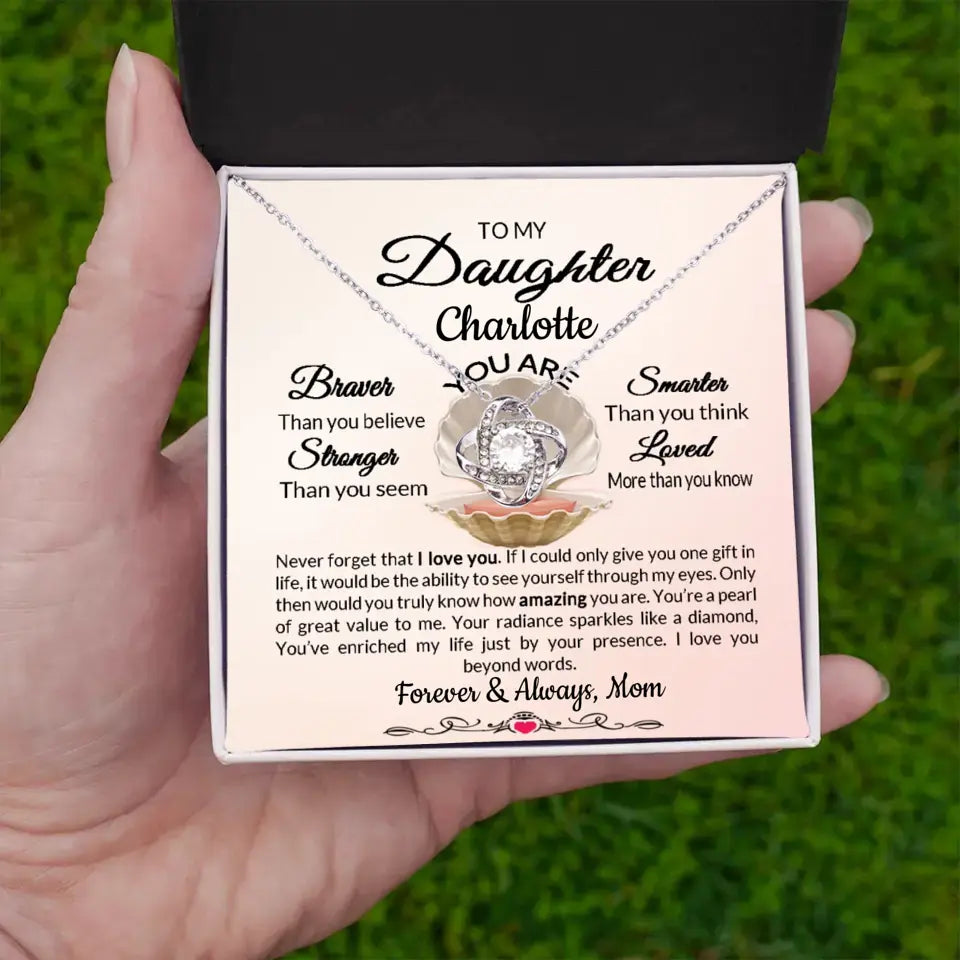 TO MY
Daughter
Charlotte
YOU ARE
Braver
Than you believe
Stronger
Than you seem
Smarter
Than you think
Loved
More than you know
Never forget that I love you. If I could only give you one gift in
life, it would be the ability to see yourself through my eyes. Only
then would you truly know how amazing you are. You're a pearl
of great value to me. Your radiance sparkles like a diamond,
You've enriched my life just by your presence. I love you
beyond words.
Forever & Always, Mom